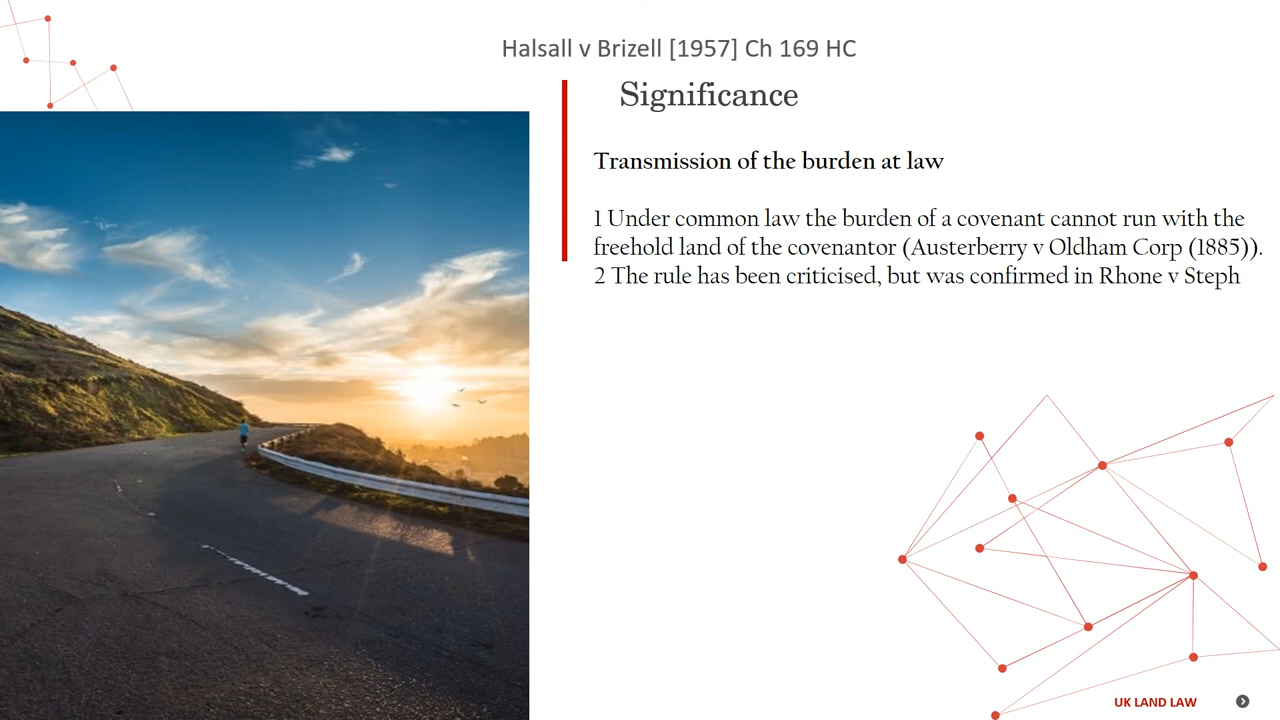 Halsall v Brizell [1957] Ch 169 HC
Significance
Transmission of the burden at law
1 Under common law the burden of a covenant cannot run with the
freehold land of the covenantor (Austerberry v Oldham Corp (1885)).
2 The rule has been criticised, but was confirmed in Rhone v Steph
UK LAND LAW